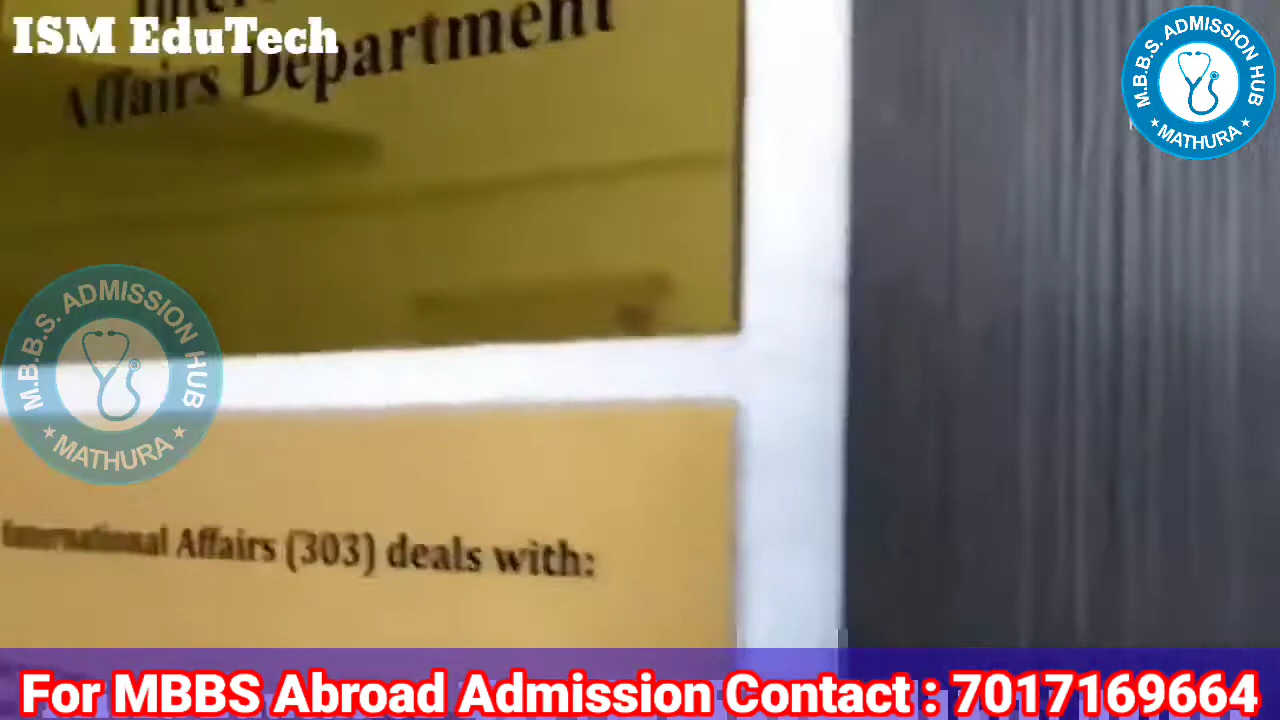 ISM EduTech
Affairs Department
M.B.B.S. ADMISSION HUB
MATHURA
M.B.B.S. ADMISSION HUB
MATHURA
International Affairs (303) deals with:
For MBBS Abroad Admission Contact : 7017169664